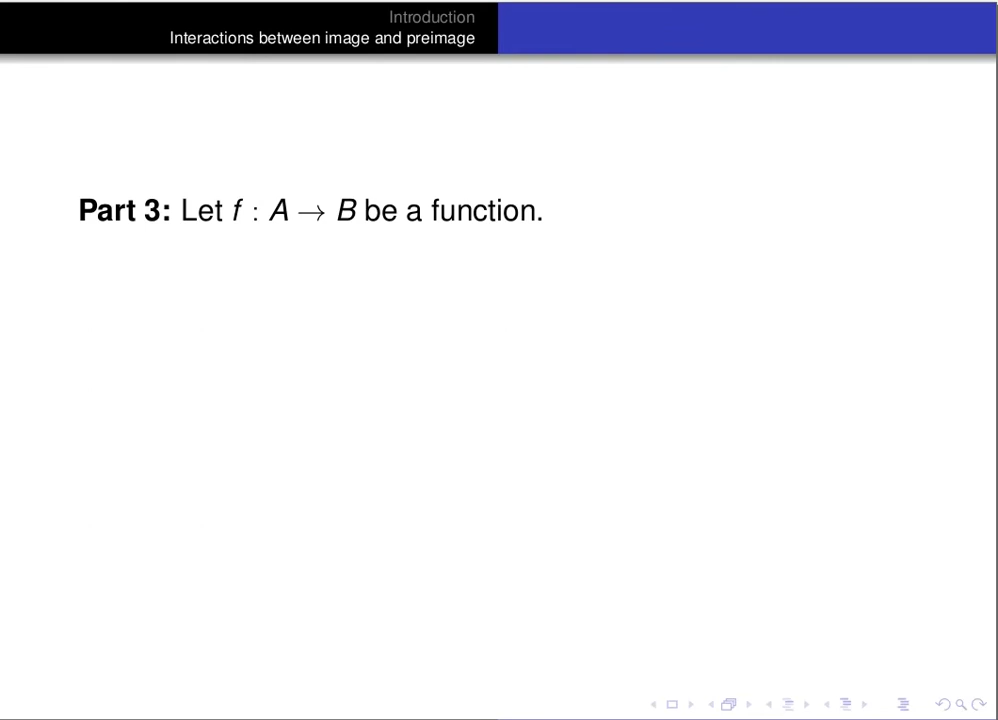 Introduction
Interactions between image and preimage
Part 3: Let f : A → B be a function.